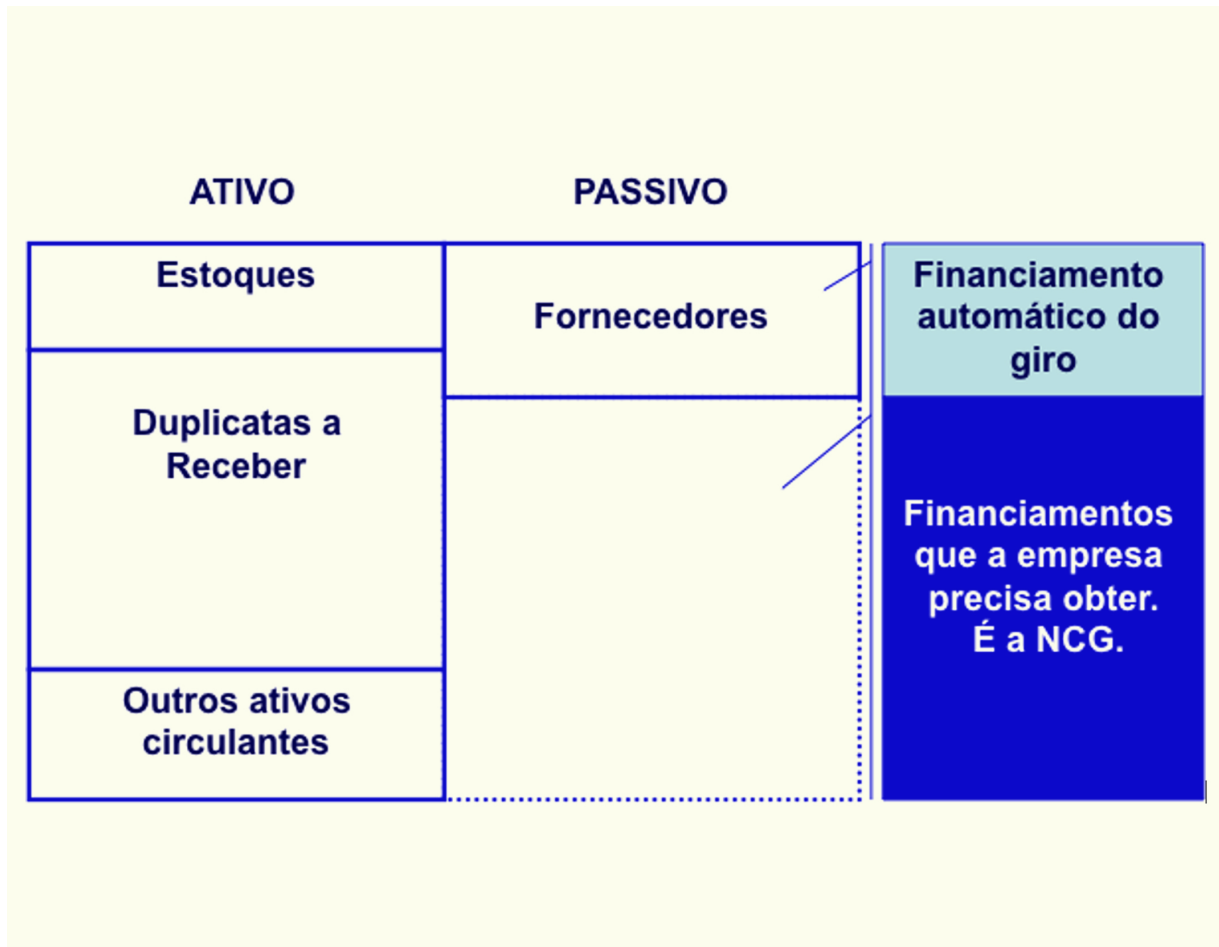 ATIVO
PASSIVO
Estoques
Fornecedores
Financiamento
automático do
giro
Duplicatas a
Receber
Financiamentos
que a empresa
precisa obter.
É a NCG.
Outros ativos
circulantes